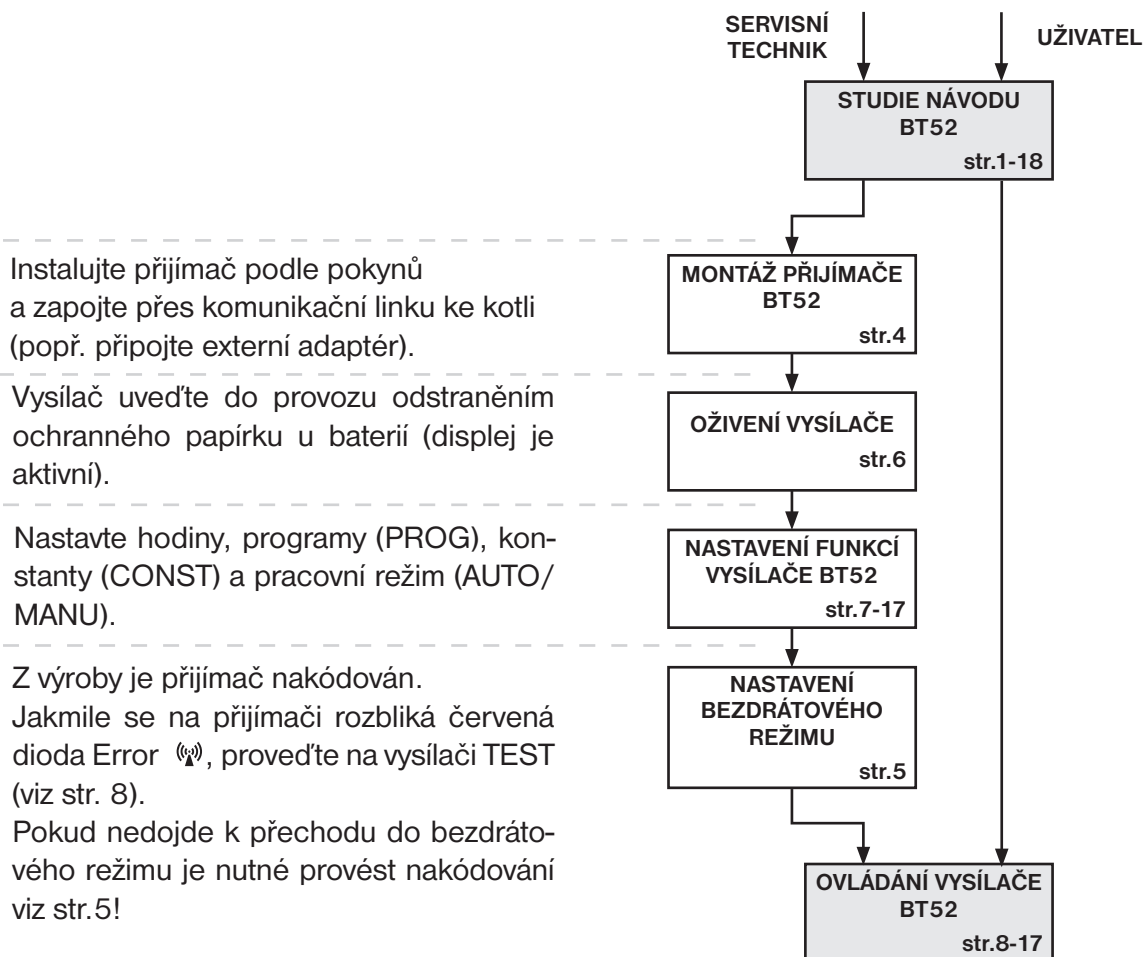 SERVISNÍ
TECHNIK
UŽIVATEL
STUDIE NÁVODU
BT52
str.1-18
Instalujte přijímač podle pokynů
a zapojte přes komunikační linku ke kotli
(popř. připojte externí adaptér).
MONTÁŽ PŘIJÍMAČE
BT52
str.4
Vysílač uveďte do provozu odstraněním
ochranného papírku u baterií (displej je
aktivní).
OŽIVENÍ VYSÍLAČE
str.6
Nastavte hodiny, programy (PROG), kon-
stanty (CONST) a pracovní režim (AUTO/
MANU).
NASTAVENÍ FUNKCÍ
VYSÍLAČE BT52
str.7-17
Z výroby je přijímač nakódován.
Jakmile se na přijímači rozbliká červená
dioda Error , proveďte na vysílači TEST
(viz str. 8).
Pokud nedojde k přechodu do bezdráto-
vého režimu je nutné provést nakódování
viz str.5!
NASTAVENÍ
BEZDRÁTOVÉHO
REŽIMU
str.5
OVLÁDÁNÍ VYSÍLAČE
BT52
str.8-17